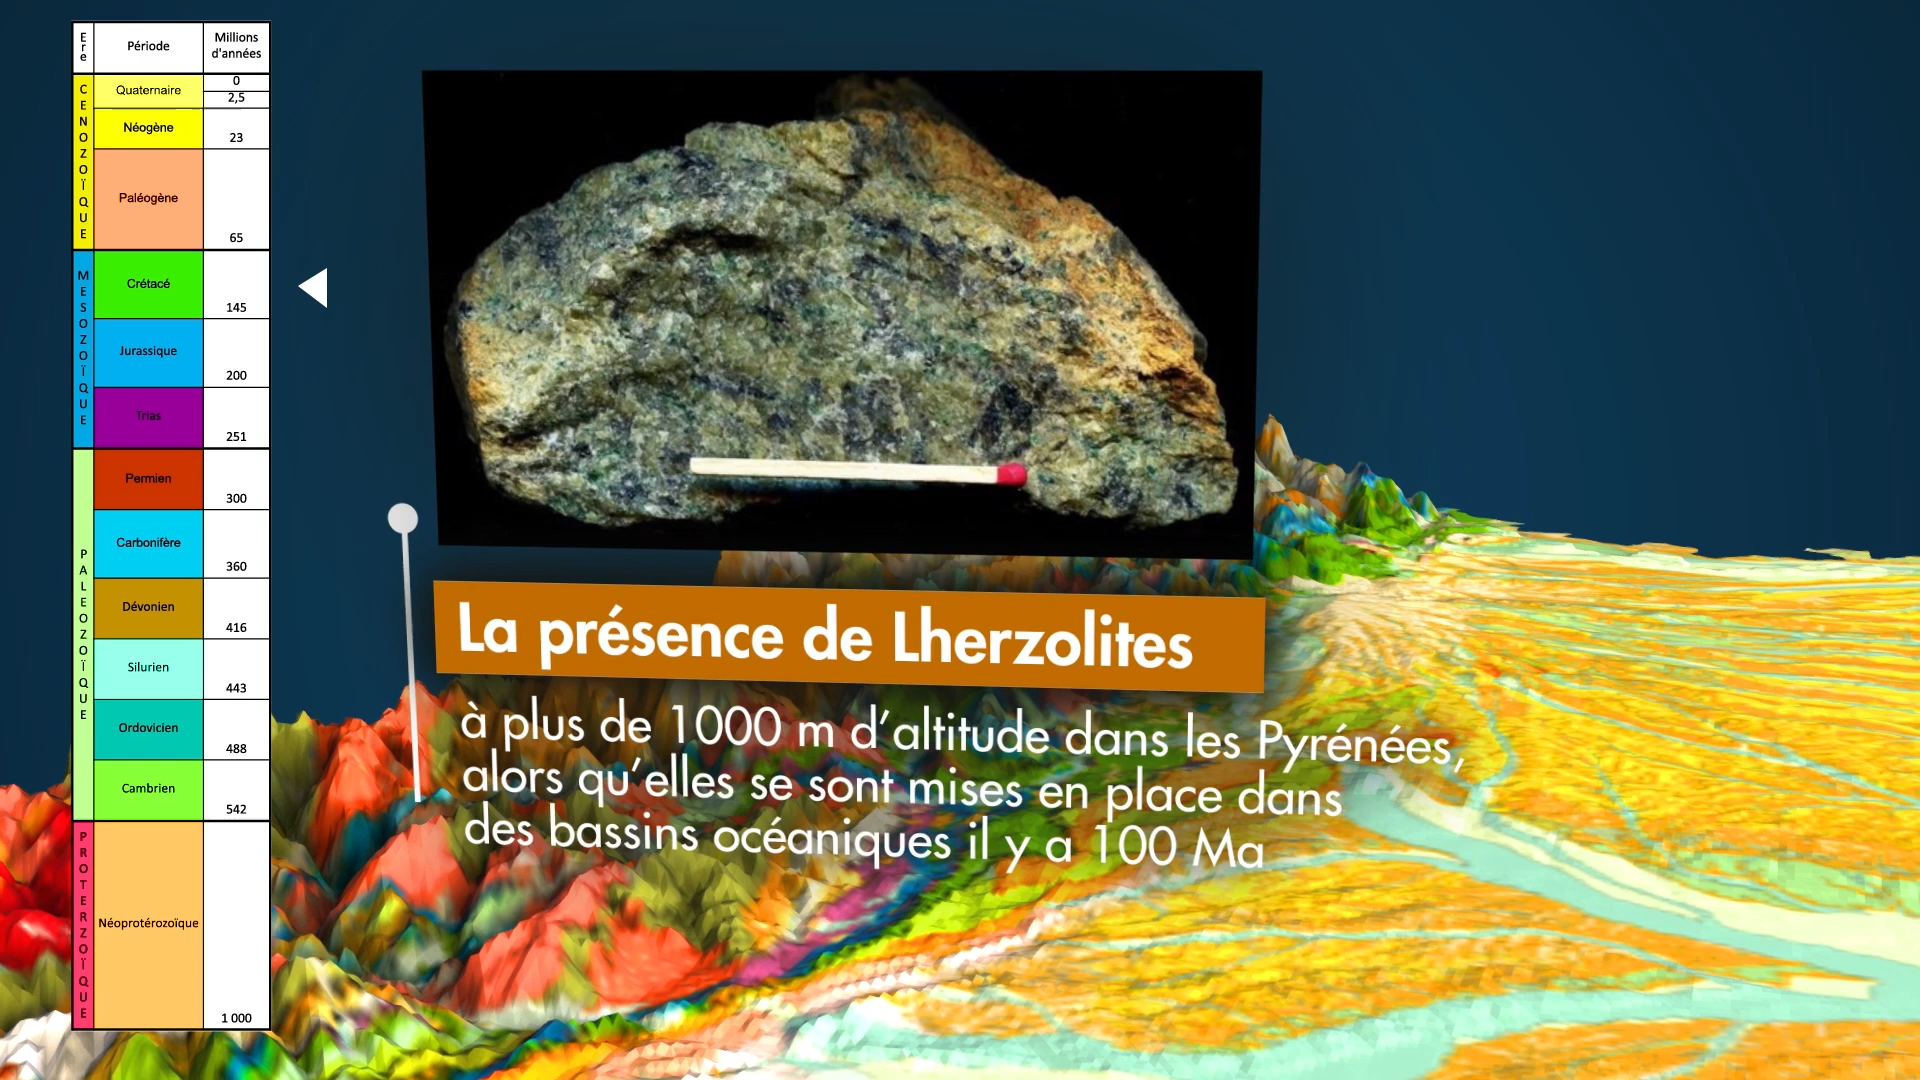 Ere
Période
Millions
d'années
CENOZOÏQUE
Quaternaire
0
2,5
Néogène
23
Paléogène
65
MESOZOÏQUE
Crétacé
145
Jurassique
200
Trias
251
PALEOZOÏQUE
Permien
300
Carbonifère
360
Dévonien
416
Silurien
443
Ordovicien
488
Cambrien
542
PROTERZOÏQUE
Néoprotérozoïque
1 000
La présence de Lherzolites
à plus de 1000 m d'altitude dans les Pyrénées,
alors qu'elles se sont mises en place dans
des bassins océaniques il y a 100 Ma